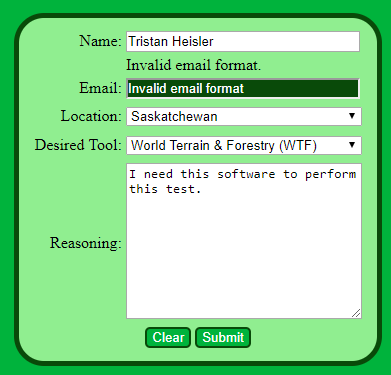 Name: Tristan Heisler
Invalid email format.
Email: Invalid email format
Location: Saskatchewan
Desired Tool: World Terrain & Forestry (WTF)
I need this software to perform
this test.
Reasoning:
Clear Submit